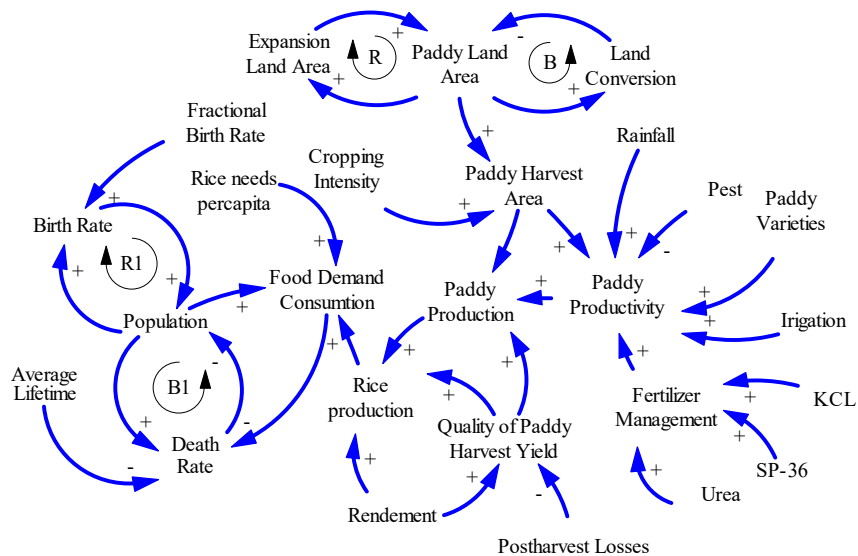 Expansion
Land Area
+
R
+
Paddy Land
Area
-
B
+
Land
Conversion
Fractional
Birth Rate
+
Rainfall
Cropping
Intensity
Rice needs
percapita
Paddy Harvest
Area
+
Pest
Paddy
Varieties
+
Birth Rate
+
R1
+
+
+
+
+
-
Food Demand
Consumtion
+
Paddy
Production
+
Paddy
Productivity
+
+
Population
Irigation
-
Average
Lifetime
B1
+
+
+
Rice
production
+
+
Fertilizer
Management
+
KCL
+
-
Death
Rate
Quality of Paddy
Harvest Yield
+
-
+
+
+
SP-36
Rendement
-
Urea
Postharvest Losses